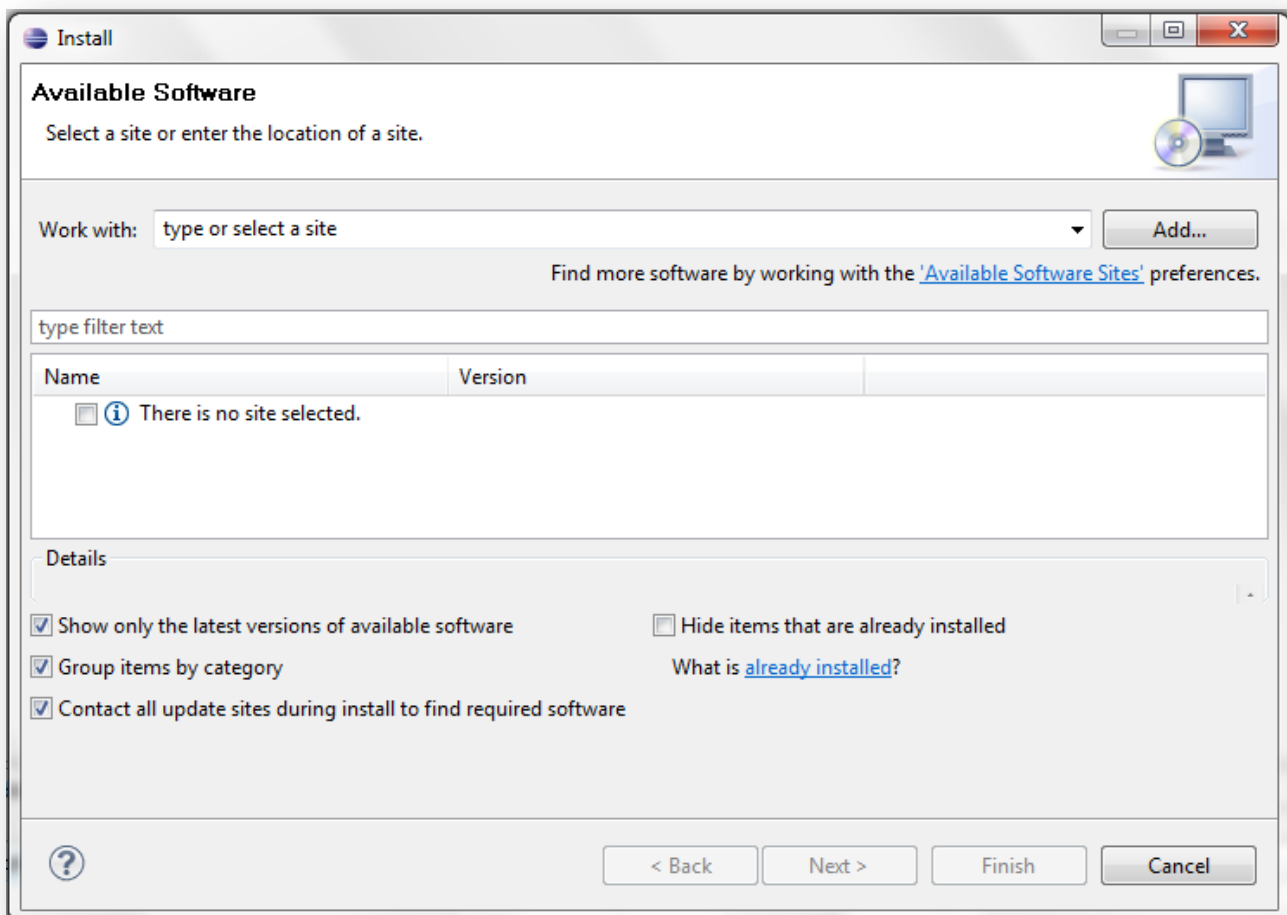 Install
Available Software
Select a site or enter the location of a site.
Work with: type or select a site Add...
Find more software by working with the 'Available Software Sites' preferences.
type filter text
Name Version
There is no site selected.
Details
Show only the latest versions of available software Hide items that are already installed
Group items by category What is already installed?
Contact all update sites during install to find required software
< Back Next > Finish Cancel